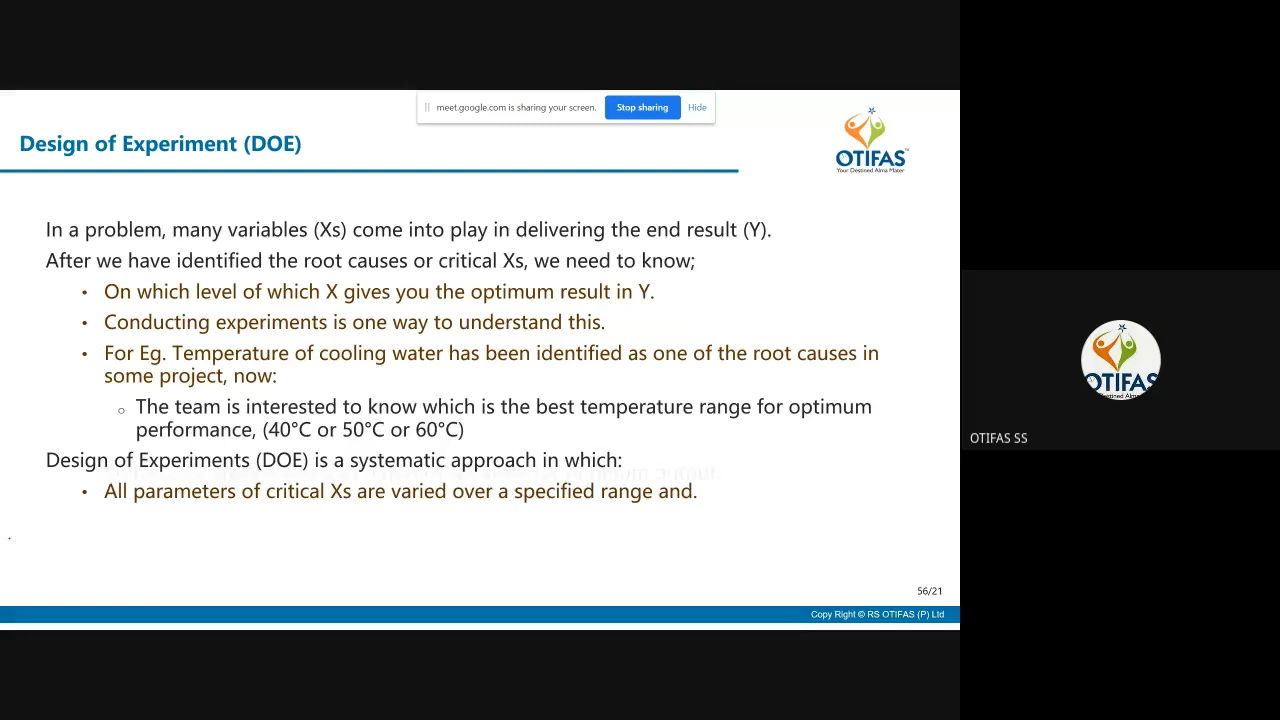 meet.google.com is sharing your screen. Stop sharing Hide
Design of Experiment (DOE)
OTIFAS
Your Destined Alma Mater
In a problem, many variables (Xs) come into play in delivering the end result (Y).
After we have identified the root causes or critical Xs, we need to know;
• On which level of which X gives you the optimum result in Y.
• Conducting experiments is one way to understand this.
• For Eg. Temperature of cooling water has been identified as one of the root causes in
some project, now:
o The team is interested to know which is the best temperature range for optimum
performance, (40°C or 50°C or 60°C)
Design of Experiments (DOE) is a systematic approach in which:
• All parameters of critical Xs are varied over a specified range and.
56/21
Copy Right © RS OTIFAS (P) Ltd
OTIFAS
OTIFAS SS